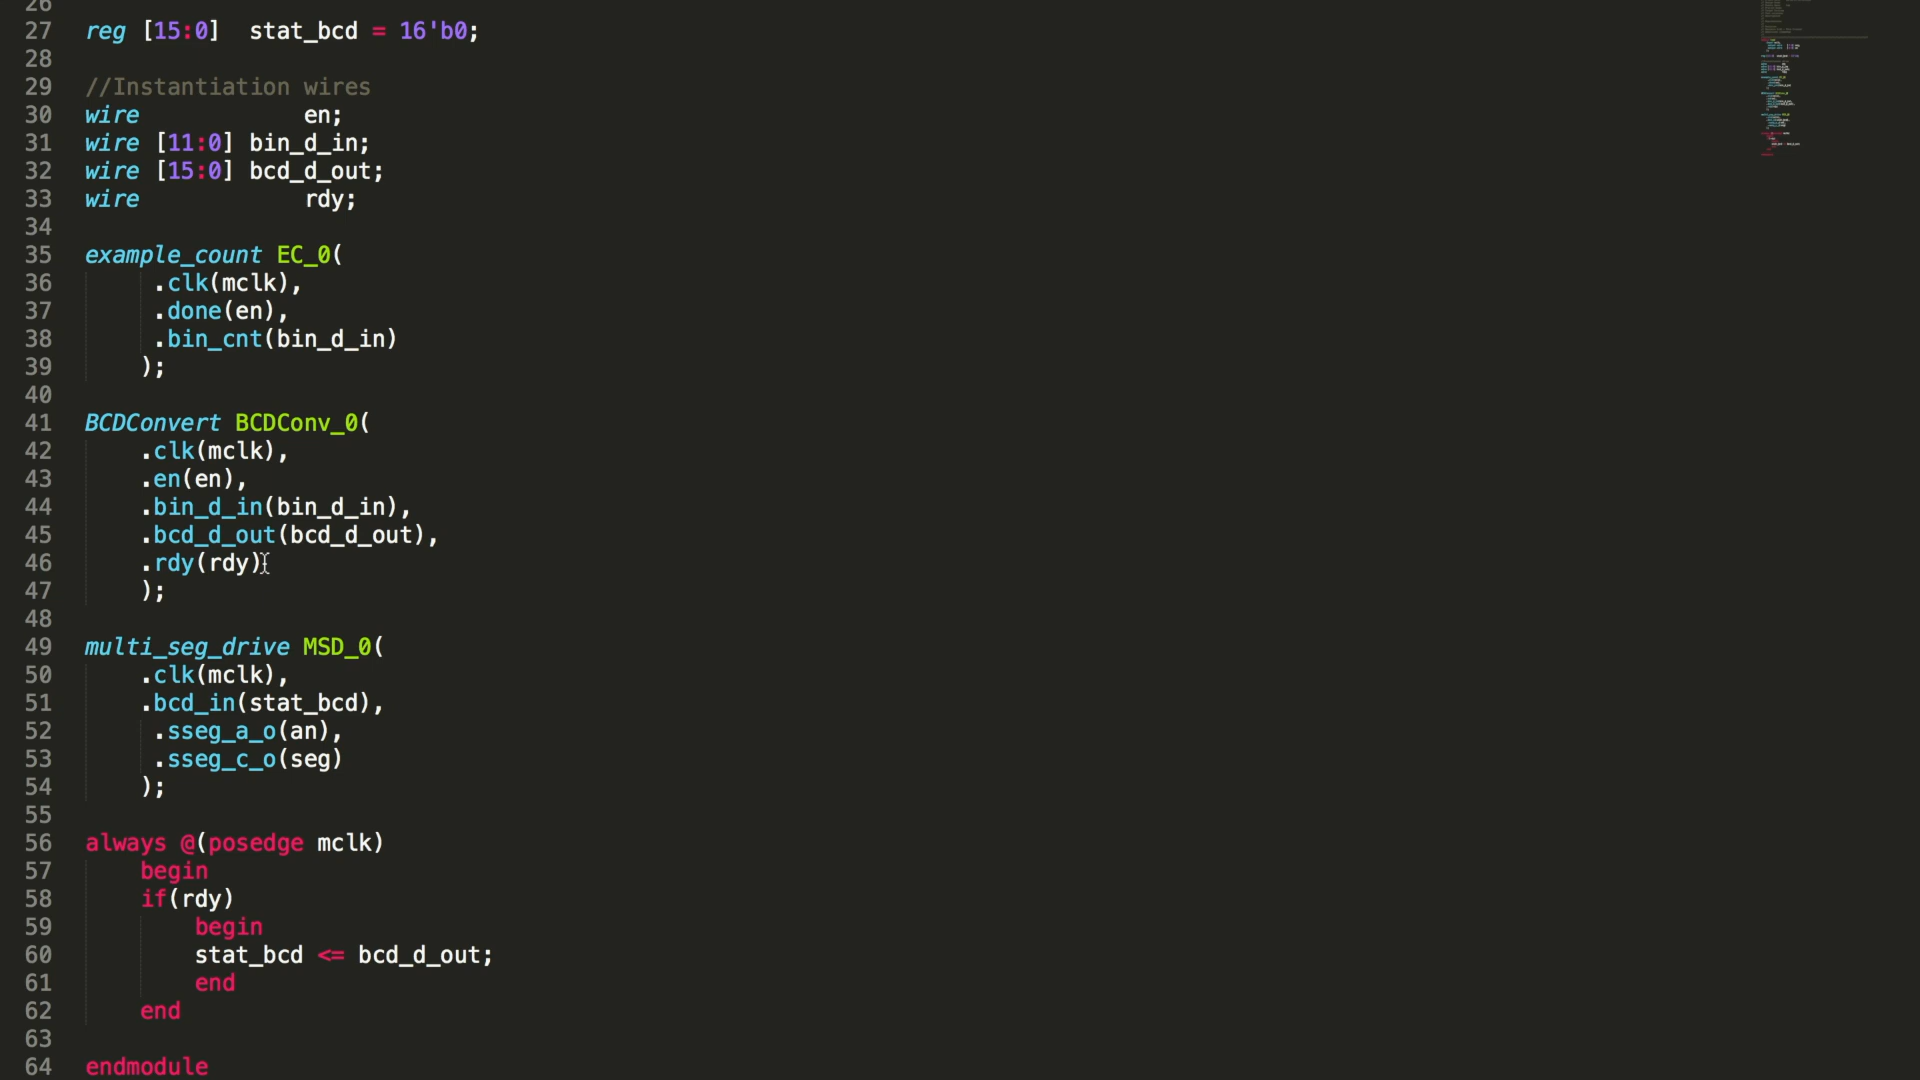 26
27 reg [15:0]  stat_bcd = 16'b0;
28
29 //Instantiation wires
30 wire            en;
31 wire [11:0] bin_d_in;
32 wire [15:0] bcd_d_out;
33 wire            rdy;
34
35 example_count EC_0(
36      .clk(mclk),
37      .done(en),
38      .bin_cnt(bin_d_in)
39     );
40
41 BCDConvert BCDConv_0(
42     .clk(mclk),
43     .en(en),
44     .bin_d_in(bin_d_in),
45     .bcd_d_out(bcd_d_out),
46     .rdy(rdy)
47     );
48
49 multi_seg_drive MSD_0(
50     .clk(mclk),
51     .bcd_in(stat_bcd),
52      .sseg_a_o(an),
53      .sseg_c_o(seg)
54     );
55
56 always @(posedge mclk)
57     begin
58     if(rdy)
59         begin
60         stat_bcd <= bcd_d_out;
61         end
62     end
63
64 endmodule